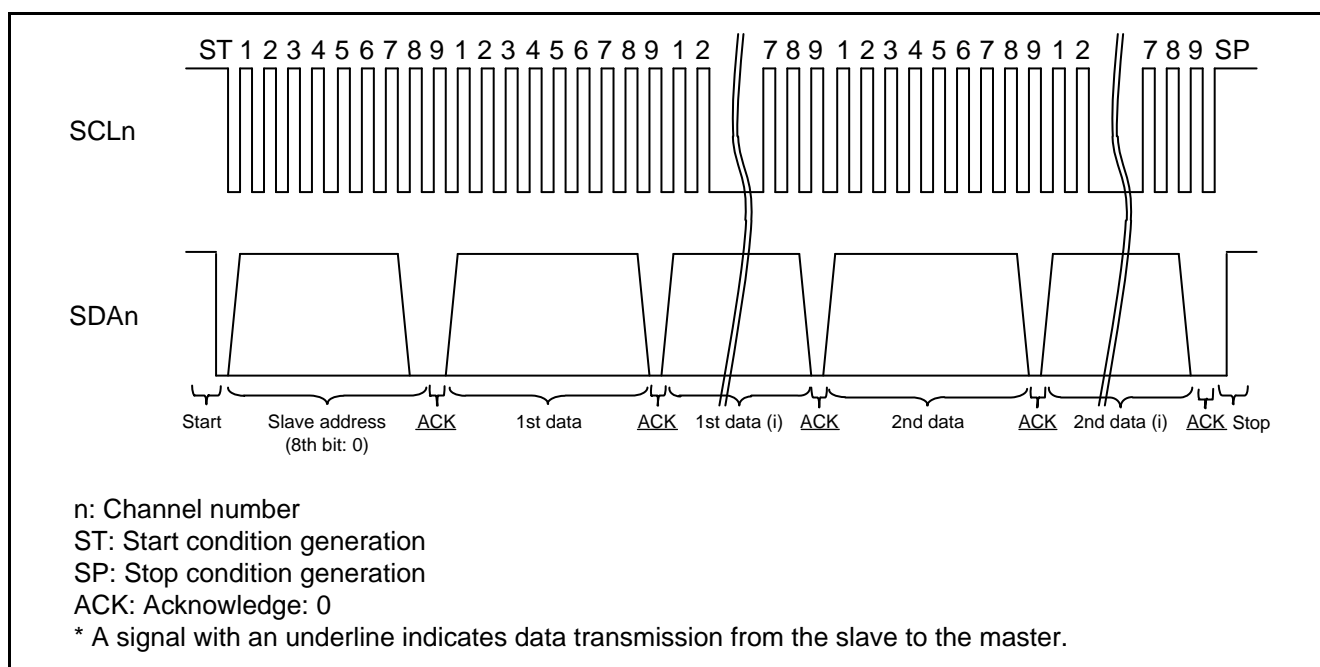 ST 1 2 3 4 5 6 7 8 9 1 2 3 4 5 6 7 8 9 1 2 7 8 9 1 2 3 4 5 6 7 8 9 1 2 7 8 9 SP
SCLn
SDAn
Start Slave address ACK 1st data ACK 1st data (i) ACK 2nd data ACK 2nd data (i) ACK Stop
(8th bit: 0)
n: Channel number
ST: Start condition generation
SP: Stop condition generation
ACK: Acknowledge: 0
* A signal with an underline indicates data transmission from the slave to the master.